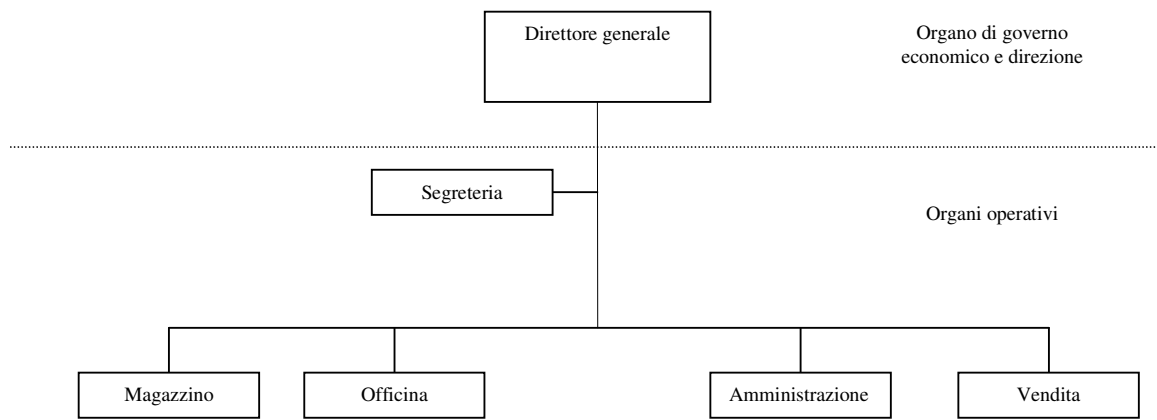 Direttore generale
Organo di governo
economico e direzione
Segreteria
Organi operativi
Magazzino
Officina
Amministrazione
Vendita